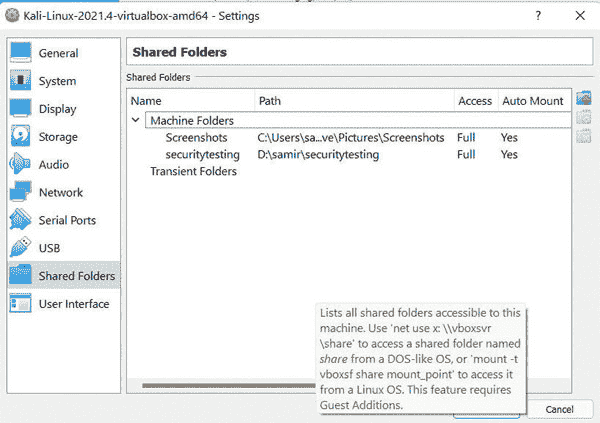 Kali-Linux-2021.4-virtualbox-amd64 - Settings ? ×
General
System
Display
Storage
Audio
Network
Serial Ports
USB
Shared Folders
User Interface
Shared Folders
Shared Folders
Name Path Access Auto Mount
Machine Folders
Screenshots C:\Users\sa...ve\Pictures\Screenshots Full Yes
securitytesting D:\samir\securitytesting Full Yes
Transient Folders
Lists all shared folders accessible to this
machine. Use 'net use x: \\vboxsvr
\share' to access a shared folder named
share from a DOS-like OS, or 'mount -t
vboxsf share mount_point' to access it
from a Linux OS. This feature requires
Guest Additions.
Cancel